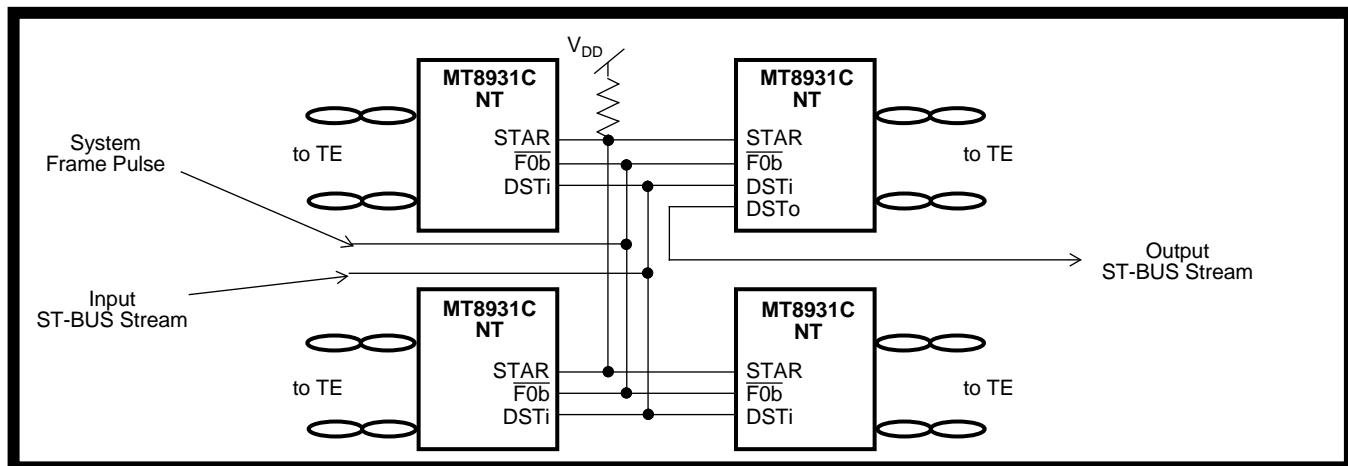 V_DD
MT8931C
NT
STAR
F0b
DSTi
to TE
System
Frame Pulse
MT8931C
NT
STAR
F0b
DSTi
DSTo
to TE
Output
ST-BUS Stream
Input
ST-BUS Stream
MT8931C
NT
STAR
F0b
DSTi
to TE
MT8931C
NT
STAR
F0b
DSTi
to TE